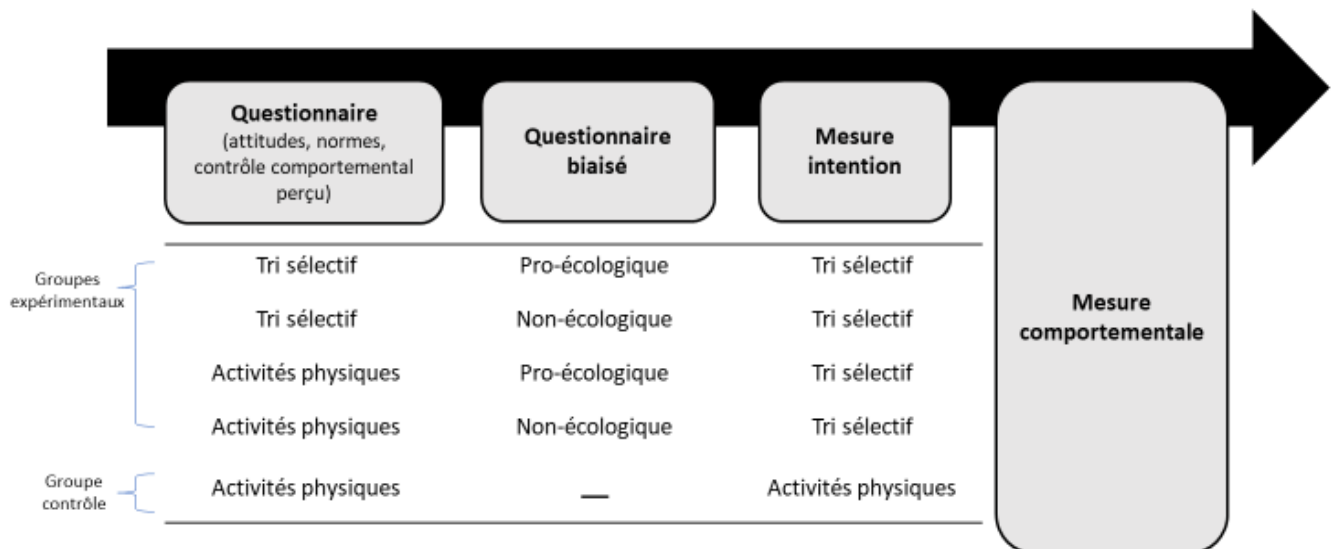 Questionnaire
(attitudes, normes,
contrôle comportemental
perçu)
Questionnaire
biaisé
Mesure
intention
Mesure
comportementale
Groupes
expérimentaux
Tri sélectif
Pro-écologique
Tri sélectif
Tri sélectif
Non-écologique
Tri sélectif
Activités physiques
Pro-écologique
Tri sélectif
Activités physiques
Non-écologique
Tri sélectif
Groupe
contrôle
Activités physiques
—
Activités physiques